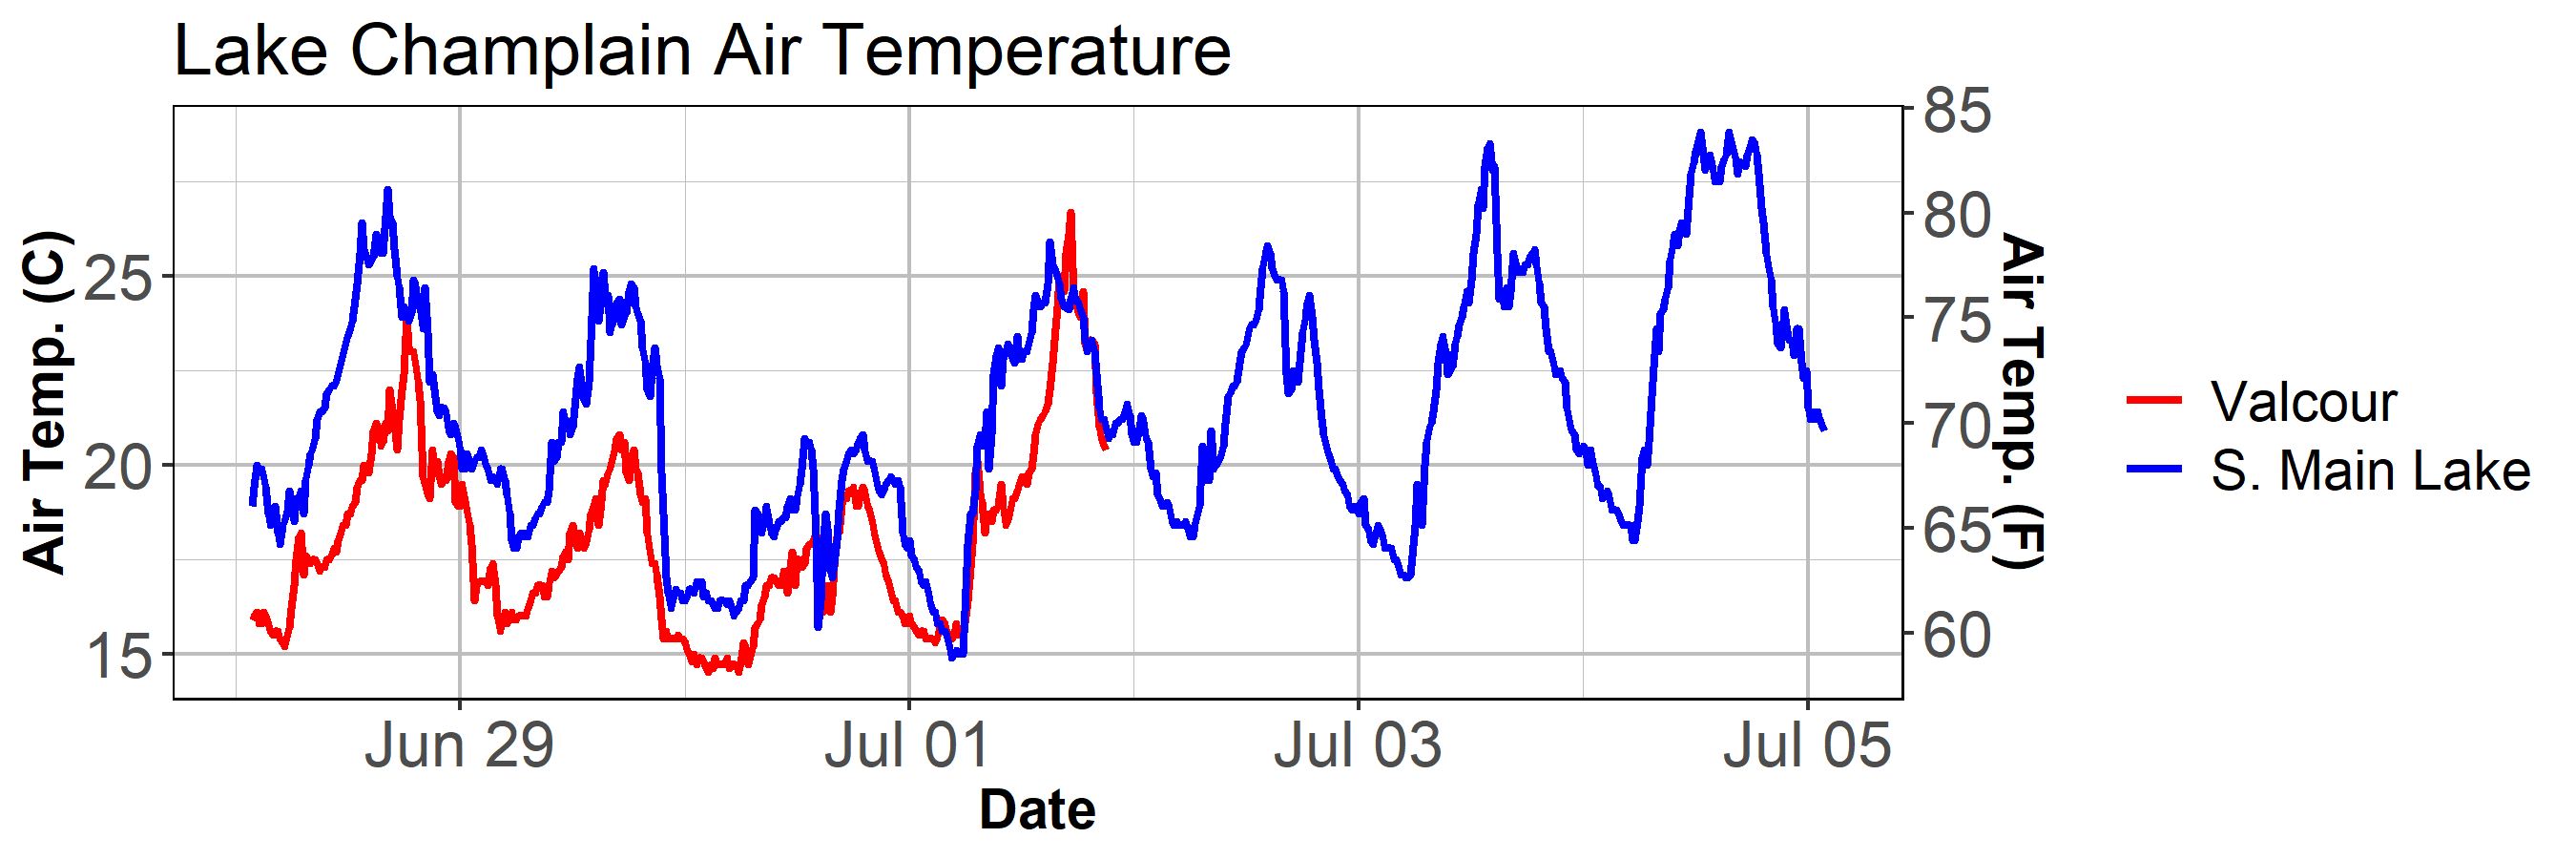 Lake Champlain Air Temperature
Air Temp. (C)
25
20
15
85
80
75
70
65
60
Air Temp. (F)
Jun 29
Jul 01
Jul 03
Jul 05
Date
Valcour
S. Main Lake